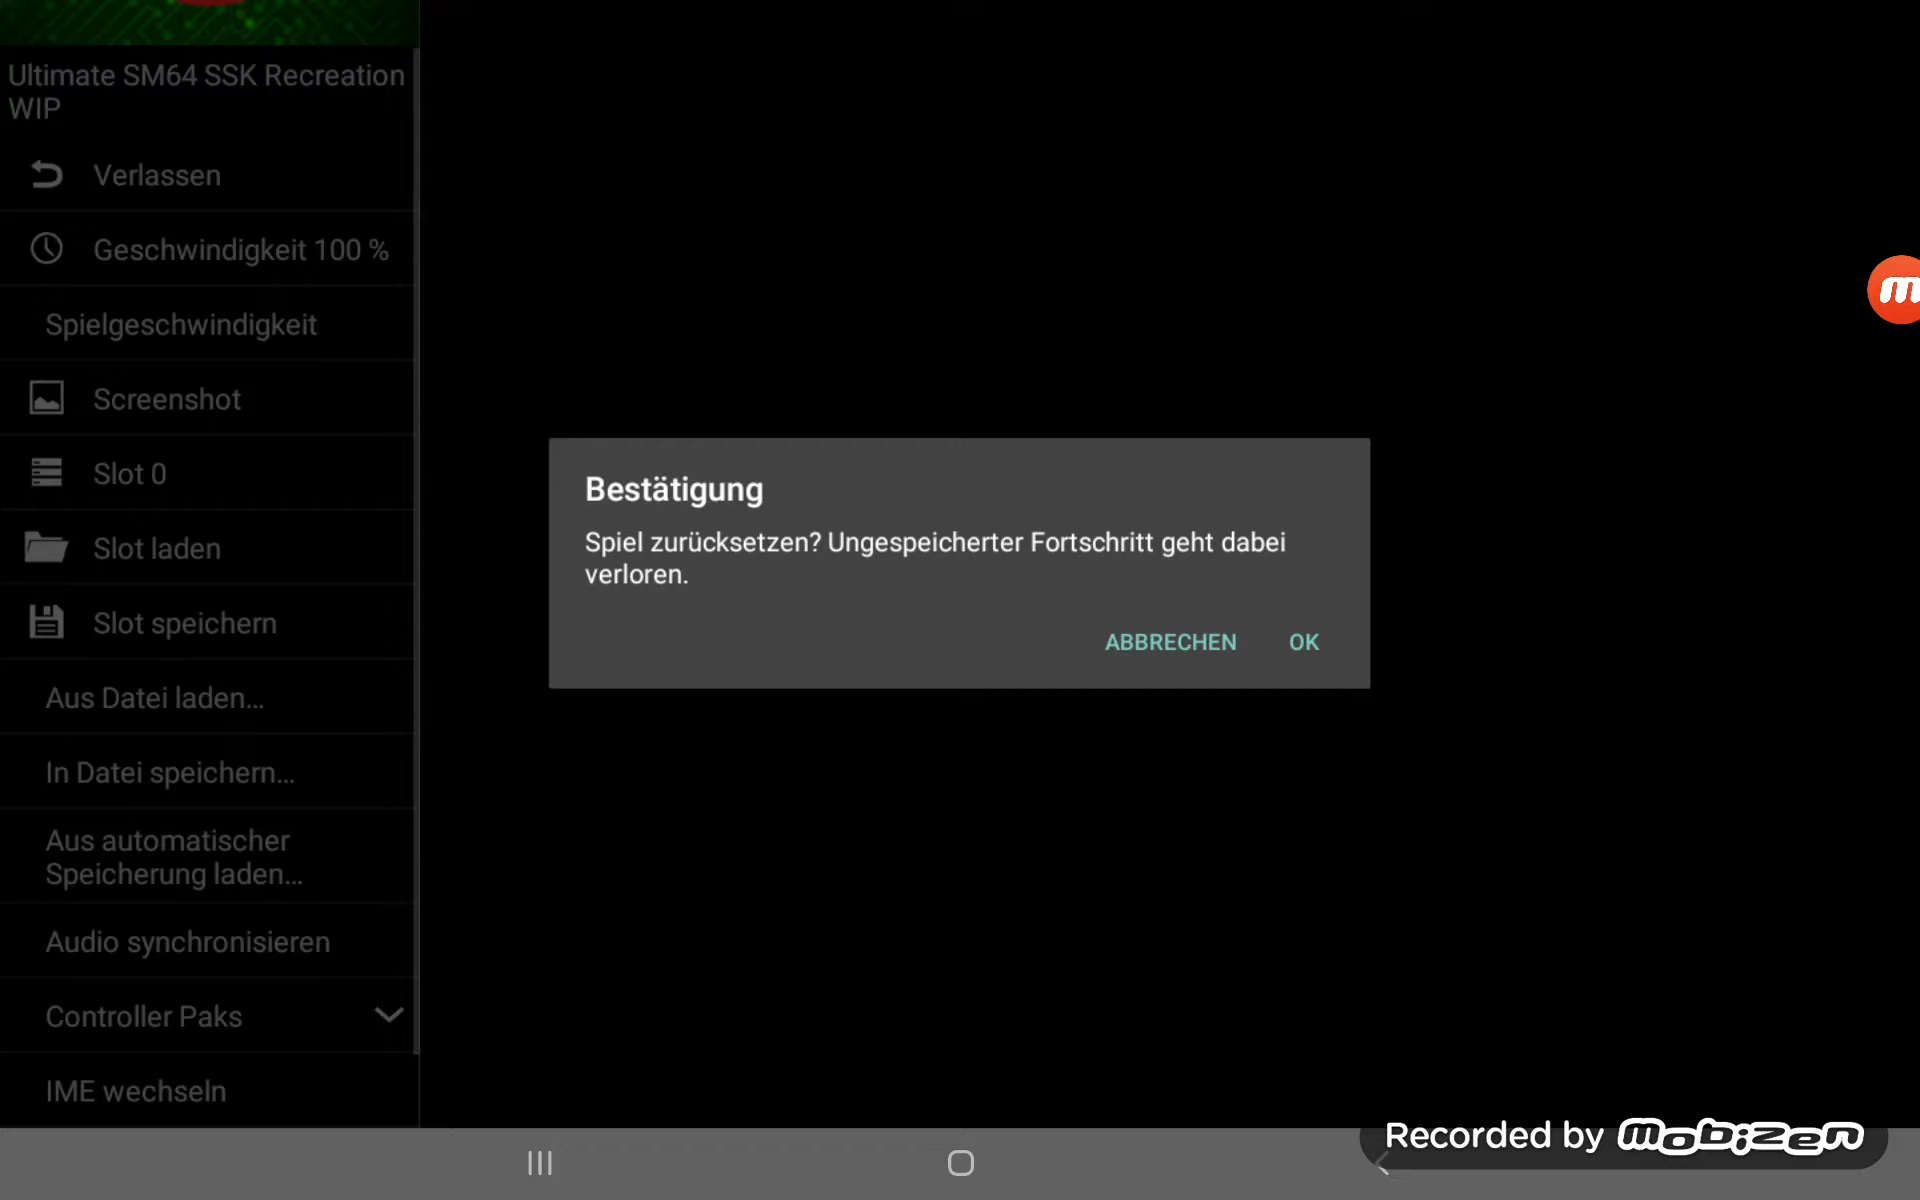 Ultimate SM64 SSK Recreation
WIP
Verlassen
Geschwindigkeit 100 %
Spielgeschwindigkeit
Screenshot
Slot 0
Slot laden
Slot speichern
Aus Datei laden...
In Datei speichern...
Aus automatischer
Speicherung laden...
Audio synchronisieren
Controller Paks
IME wechseln
Bestätigung
Spiel zurücksetzen? Ungespeicherter Fortschritt geht dabei
verloren.
ABBRECHEN OK
m
Recorded by mobizen